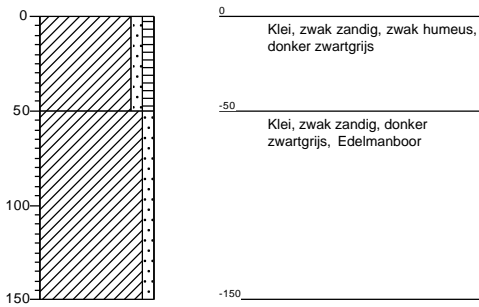 0
50
100
150
0
Klei, zwak zandig, zwak humeus,
donker zwartgrijs
-50
Klei, zwak zandig, donker
zwartgrijs, Edelmanboor
-150